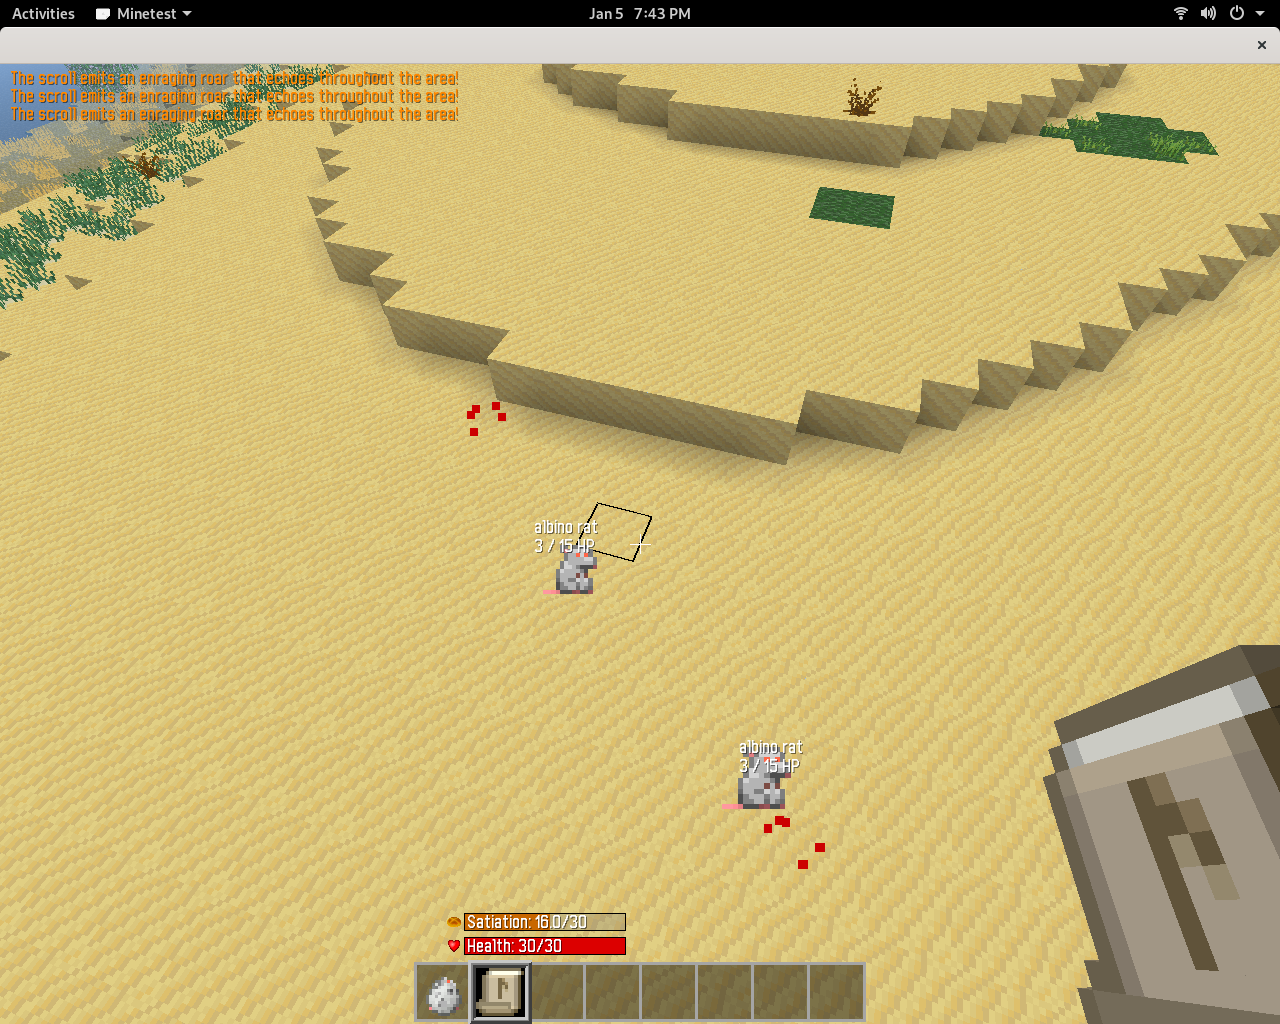 Activities Minetest Jan 5 7:43 PM
The scroll emits an enraging roar that echoes throughout the area!
The scroll emits an enraging roar that echoes throughout the area!
The scroll emits an enraging roar that echoes throughout the area!
albino rat
3 / 15 HP
albino rat
3 / 15 HP
Satiation: 16.0/30
Health: 30/30